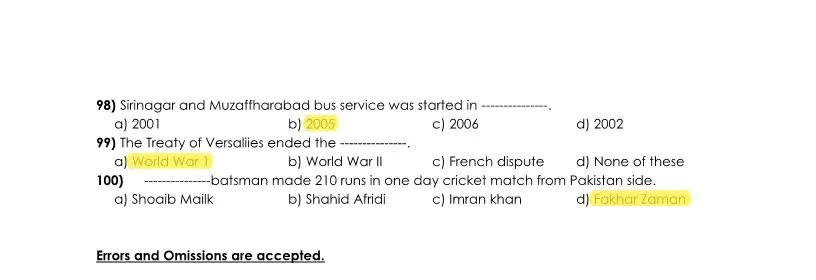 98) Sirinagar and Muzaffharabad bus service was started in ---------------.
a) 2001 b) 2005 c) 2006 d) 2002
99) The Treaty of Versaliies ended the ---------------.
a) World War 1 b) World War II c) French dispute d) None of these
100) ---------------batsman made 210 runs in one day cricket match from Pakistan side.
a) Shoaib Mailk b) Shahid Afridi c) Imran khan d) Fakhar Zaman
Errors and Omissions are accepted.